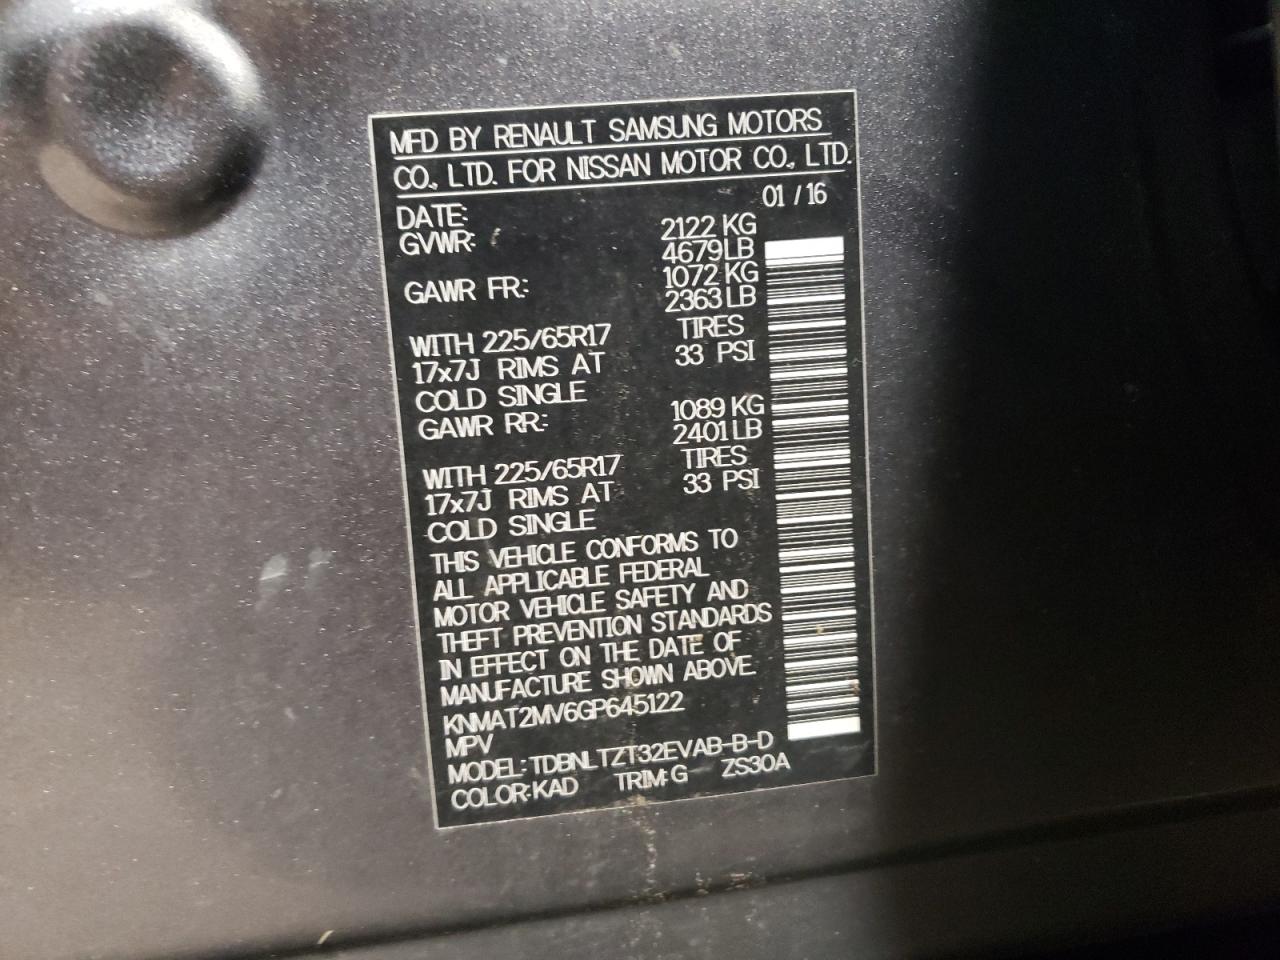 MFD BY RENAULT SAMSUNG MOTORS
CO., LTD. FOR NISSAN MOTOR CO., LTD.
DATE: 01 / 16
GVWR: 2122 KG
4679 LB
GAWR FR: 1072 KG
2363 LB
WITH 225/65R17 TIRES
17x7J RIMS AT 33 PSI
COLD SINGLE
GAWR RR: 1089 KG
2401 LB
WITH 225/65R17 TIRES
17x7J RIMS AT 33 PSI
COLD SINGLE
THIS VEHICLE CONFORMS TO
ALL APPLICABLE FEDERAL
MOTOR VEHICLE SAFETY AND
THEFT PREVENTION STANDARDS
IN EFFECT ON THE DATE OF
MANUFACTURE SHOWN ABOVE.
KNMAT2MV6GP645122
MPV
MODEL: TDBNLTZT32EVAB-B-D
COLOR:KAD TRIM:G ZS30A